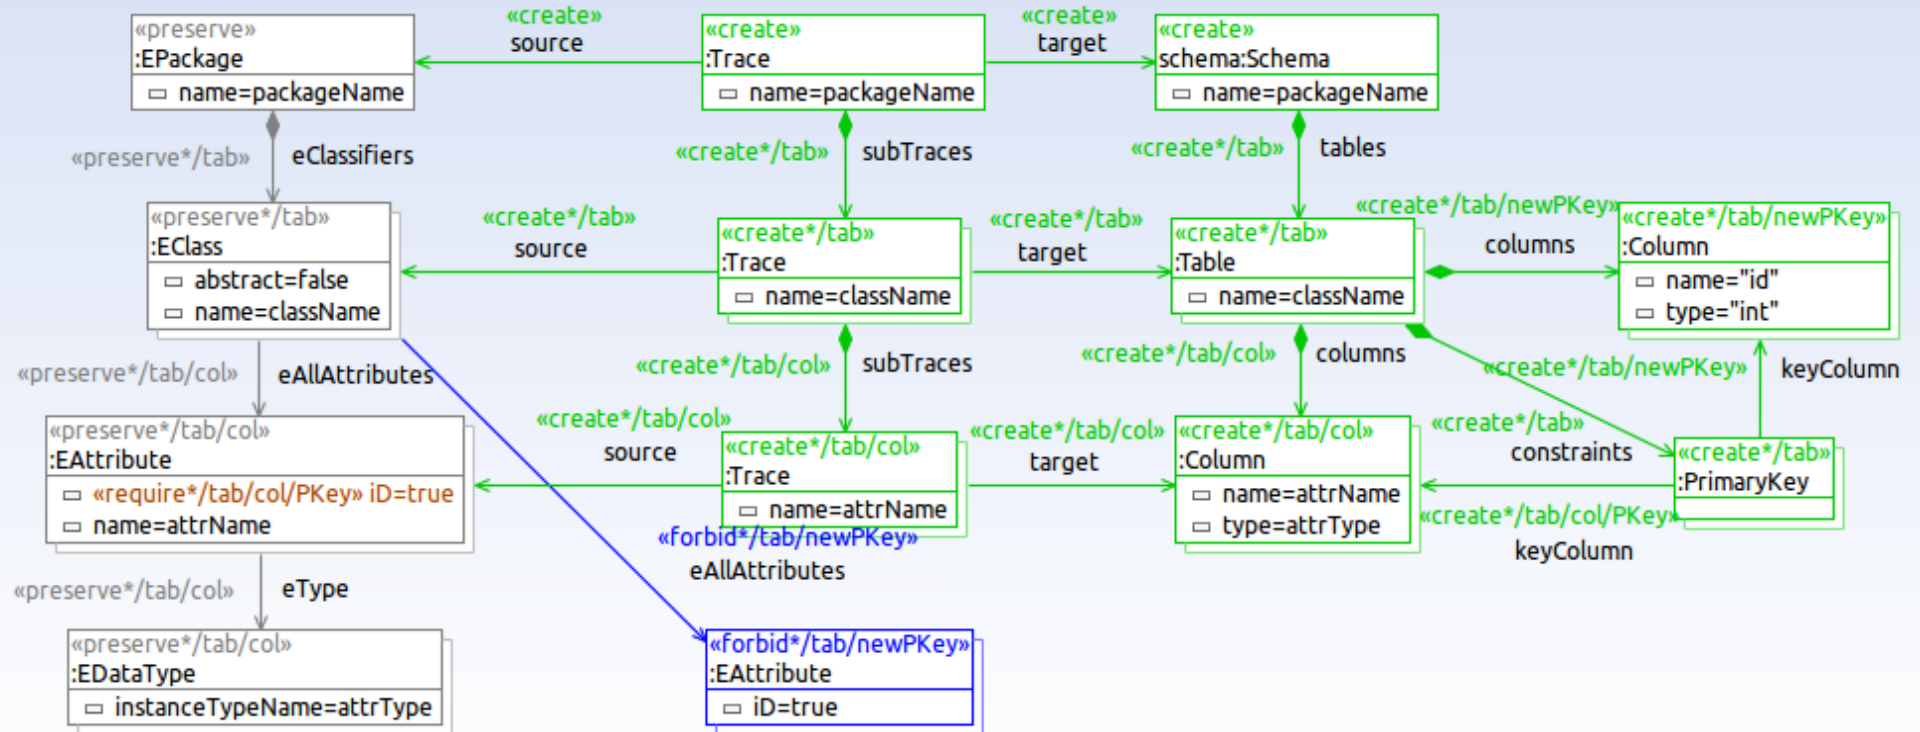 «preserve»
:EPackage
name=packageName
«create»
source
«create»
:Trace
name=packageName
«create»
target
«create»
schema:Schema
name=packageName
«preserve*/tab»
eClassifiers
«create*/tab»
subTraces
«create*/tab»
tables
«preserve*/tab»
:EClass
abstract=false
name=className
«create*/tab»
source
«create*/tab»
:Trace
name=className
«create*/tab»
target
«create*/tab»
:Table
name=className
«create*/tab/newPKey»
columns
«create*/tab/newPKey»
:Column
name="id"
type="int"
«preserve*/tab/col»
eAllAttributes
«create*/tab/col»
subTraces
«create*/tab/col»
columns
«create*/tab/newPKey»
keyColumn
«preserve*/tab/col»
:EAttribute
«require*/tab/col/PKey» iD=true
name=attrName
«create*/tab/col»
source
«create*/tab/col»
:Trace
name=attrName
«create*/tab/col»
target
«create*/tab/col»
:Column
name=attrName
type=attrType
«create*/tab»
constraints
«create*/tab»
:PrimaryKey
«create*/tab/col/PKey»
keyColumn
«forbid*/tab/newPKey»
eAllAttributes
«preserve*/tab/col»
eType
«preserve*/tab/col»
:EDataType
instanceTypeName=attrType
«forbid*/tab/newPKey»
:EAttribute
iD=true